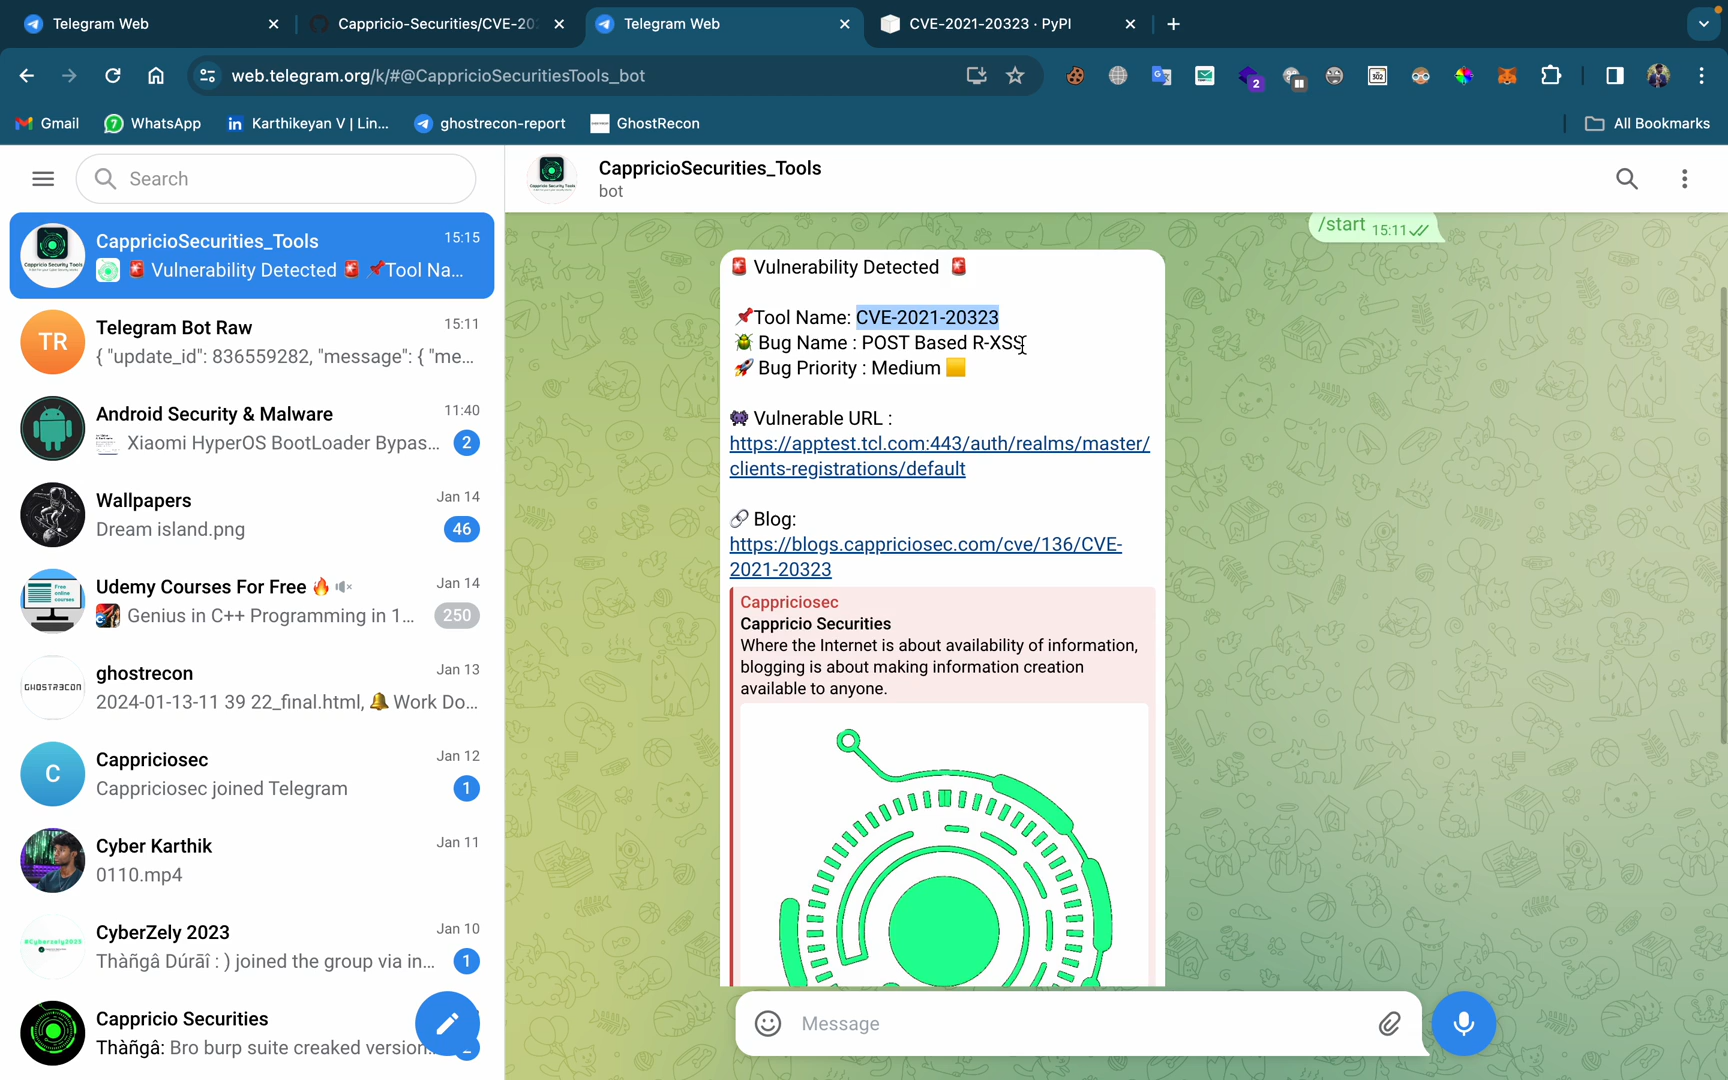 Telegram Web
Cappricio-Securities/CVE-20
Telegram Web
CVE-2021-20323 · PyPI
web.telegram.org/k/#@CappricioSecuritiesTools_bot
2
302
Gmail
7
WhatsApp
Karthikeyan V | Lin...
ghostrecon-report
GhostRecon
All Bookmarks
Search
CappricioSecurities_Tools
15:15
🚨 Vulnerability Detected 🚨 📌Tool Na...
TR
Telegram Bot Raw
15:11
{ "update_id": 836559282, "message": { "me...
Android Security & Malware
11:40
Xiaomi HyperOS BootLoader Bypas...
2
Wallpapers
Jan 14
Dream island.png
46
Udemy Courses For Free 🔥
Jan 14
Genius in C++ Programming in 1...
250
ghostrecon
Jan 13
2024-01-13-11 39 22_final.html, 🔔 Work Do...
C
Cappriciosec
Jan 12
Cappriciosec joined Telegram
1
Cyber Karthik
Jan 11
0110.mp4
CyberZely 2023
Jan 10
Thàñgâ Dúrãî : ) joined the group via in...
1
Cappricio Securities
Thàñgâ: Bro burp suite creaked version...
CappricioSecurities_Tools
bot
/start 15:11
🚨 Vulnerability Detected 🚨
📌Tool Name: CVE-2021-20323
🪲 Bug Name : POST Based R-XSS
🚀 Bug Priority : Medium 🟨
👾 Vulnerable URL :
https://apptest.tcl.com:443/auth/realms/master/
clients-registrations/default
🔗 Blog:
https://blogs.cappriciosec.com/cve/136/CVE-
2021-20323
Cappriciosec
Cappricio Securities
Where the Internet is about availability of information,
blogging is about making information creation
available to anyone.
Message